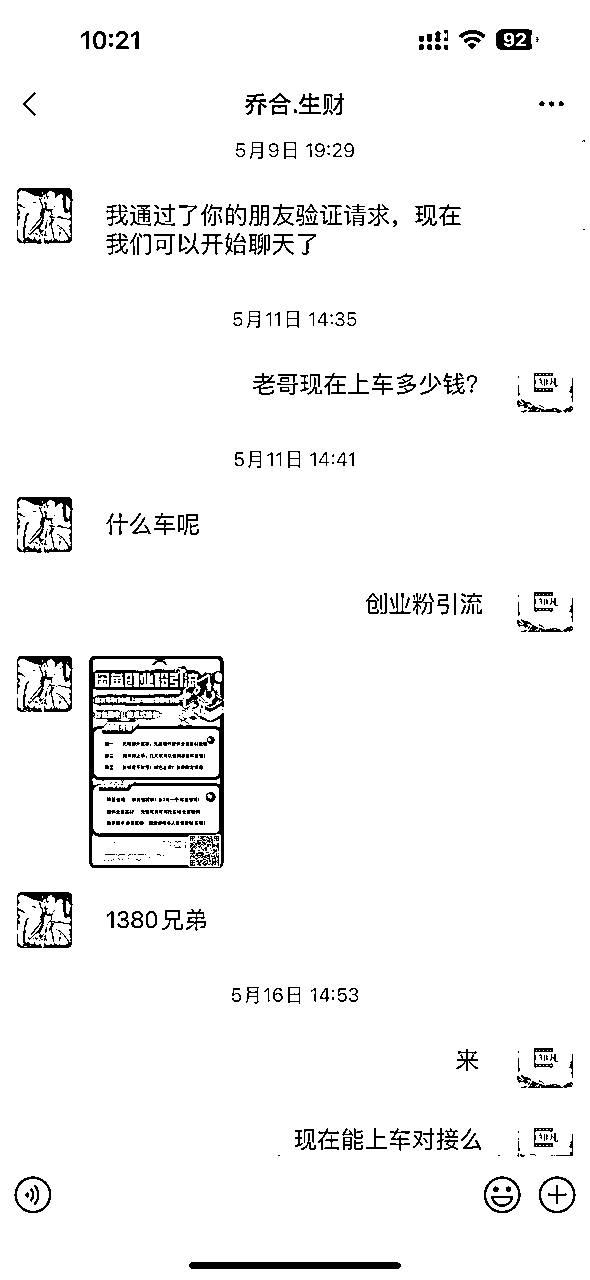 10:21
92
乔合.生财
5月9日 19:29
我通过了你的朋友验证请求，现在
我们可以开始聊天了
5月11日 14:35
老哥现在上车多少钱？
5月11日 14:41
什么车呢
创业粉引流
1380兄弟
5月16日 14:53
来
现在能上车对接么